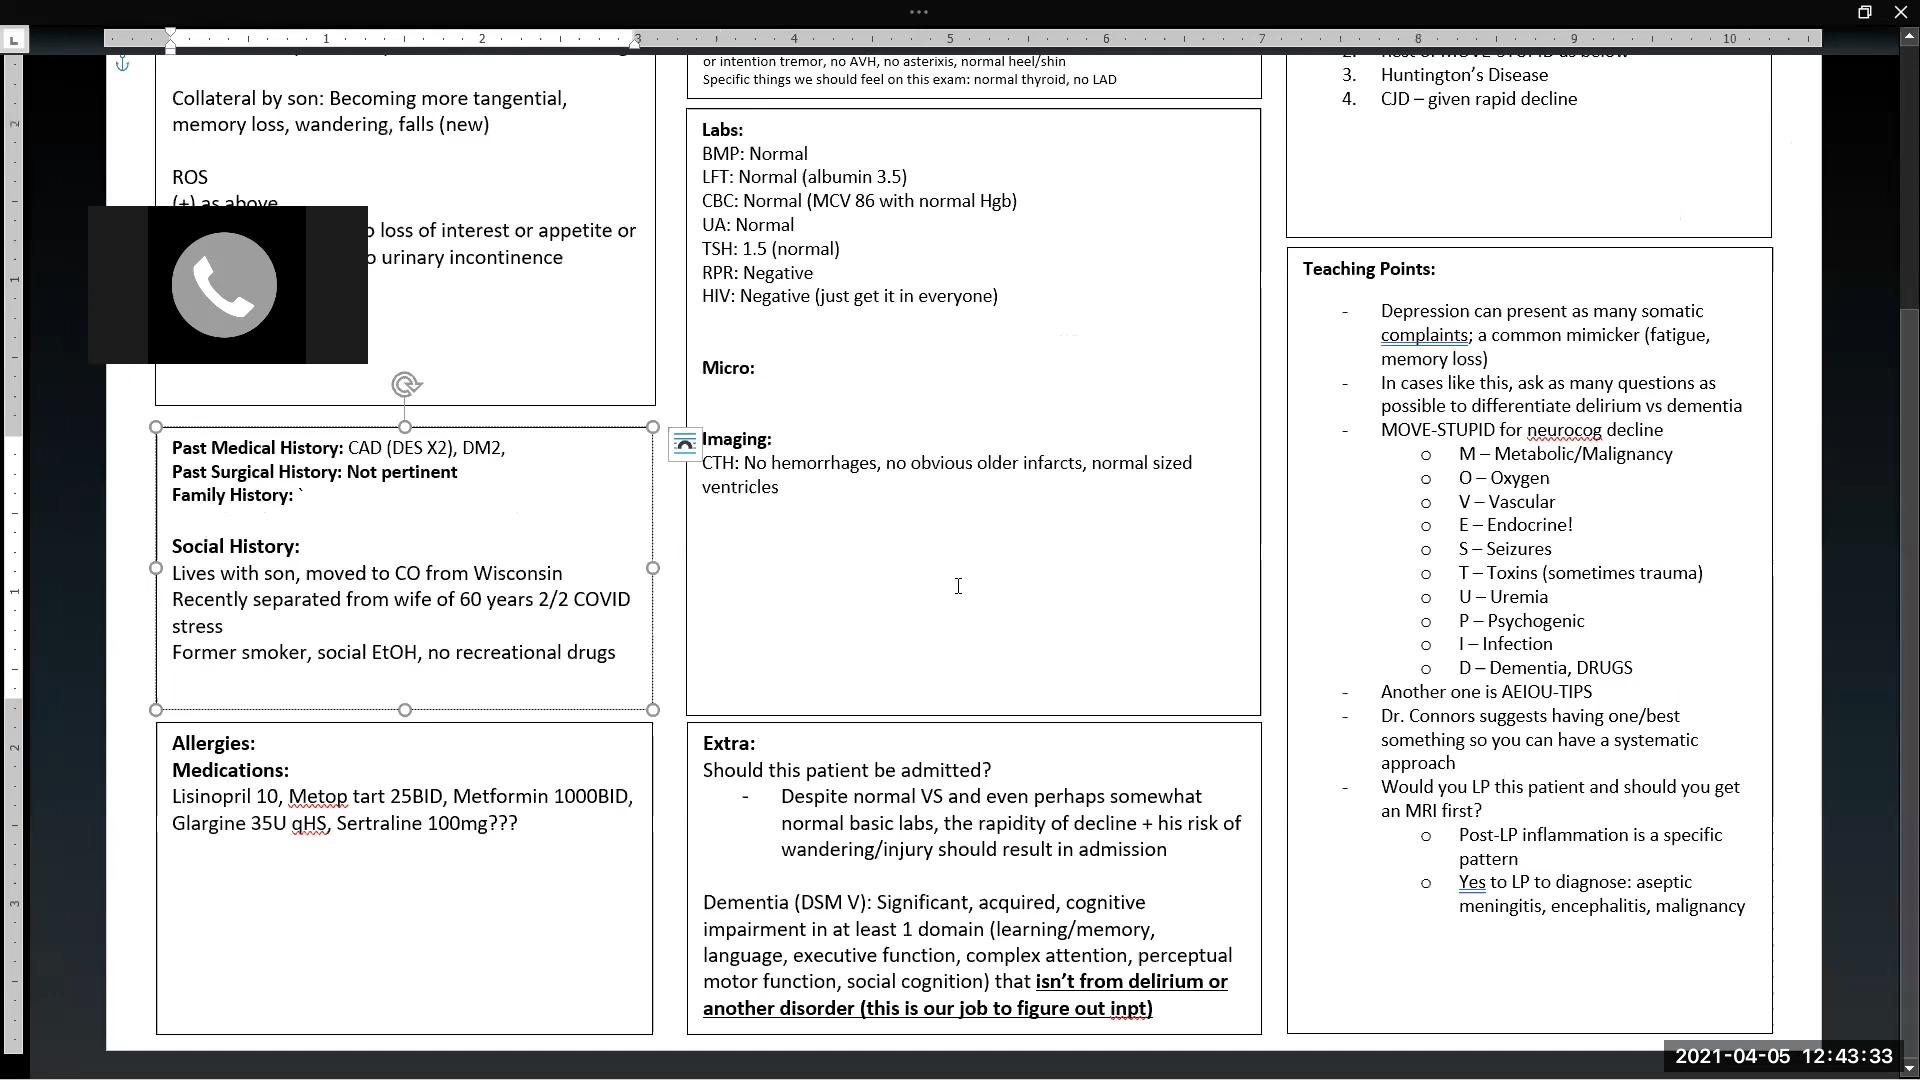 Collateral by son: Becoming more tangential,
memory loss, wandering, falls (new)
ROS
(+) as above
loss of interest or appetite or
urinary incontinence
Past Medical History: CAD (DES X2), DM2,
Past Surgical History: Not pertinent
Family History: `
Social History:
Lives with son, moved to CO from Wisconsin
Recently separated from wife of 60 years 2/2 COVID
stress
Former smoker, social EtOH, no recreational drugs
Allergies:
Medications:
Lisinopril 10, Metop tart 25BID, Metformin 1000BID,
Glargine 35U qHS, Sertraline 100mg???
or intention tremor, no AVH, no asterixis, normal heel/shin
Specific things we should feel on this exam: normal thyroid, no LAD
Labs:
BMP: Normal
LFT: Normal (albumin 3.5)
CBC: Normal (MCV 86 with normal Hgb)
UA: Normal
TSH: 1.5 (normal)
RPR: Negative
HIV: Negative (just get it in everyone)
Micro:
Imaging:
CTH: No hemorrhages, no obvious older infarcts, normal sized
ventricles
Extra:
Should this patient be admitted?
- Despite normal VS and even perhaps somewhat
normal basic labs, the rapidity of decline + his risk of
wandering/injury should result in admission
Dementia (DSM V): Significant, acquired, cognitive
impairment in at least 1 domain (learning/memory,
language, executive function, complex attention, perceptual
motor function, social cognition) that isn't from delirium or
another disorder (this is our job to figure out inpt)
3. Huntington's Disease
4. CJD – given rapid decline
Teaching Points:
- Depression can present as many somatic
complaints; a common mimicker (fatigue,
memory loss)
- In cases like this, ask as many questions as
possible to differentiate delirium vs dementia
- MOVE-STUPID for neurocog decline
o M – Metabolic/Malignancy
o O – Oxygen
o V – Vascular
o E – Endocrine!
o S – Seizures
o T – Toxins (sometimes trauma)
o U – Uremia
o P – Psychogenic
o I – Infection
o D – Dementia, DRUGS
- Another one is AEIOU-TIPS
- Dr. Connors suggests having one/best
something so you can have a systematic
approach
- Would you LP this patient and should you get
an MRI first?
o Post-LP inflammation is a specific
pattern
o Yes to LP to diagnose: aseptic
meningitis, encephalitis, malignancy
2021-04-05 12:43:33